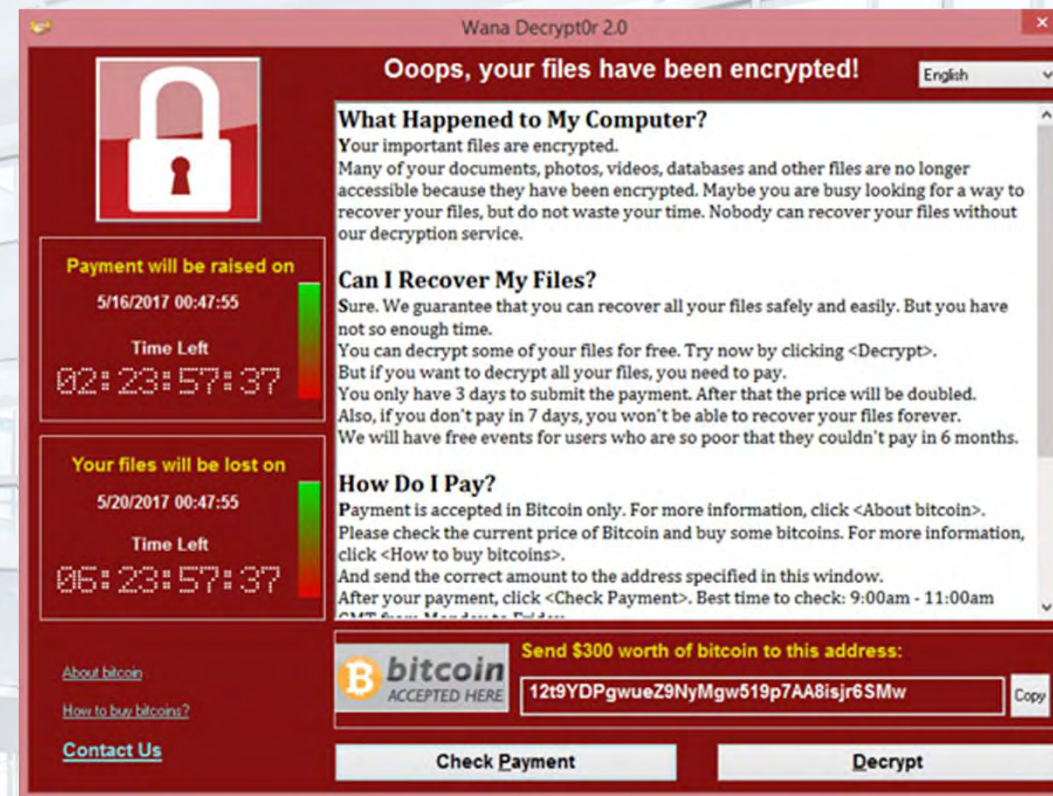 Wana Decrypt0r 2.0
Ooops, your files have been encrypted!
English
What Happened to My Computer?
Your important files are encrypted.
Many of your documents, photos, videos, databases and other files are no longer
accessible because they have been encrypted. Maybe you are busy looking for a way to
recover your files, but do not waste your time. Nobody can recover your files without
our decryption service.
Can I Recover My Files?
Sure. We guarantee that you can recover all your files safely and easily. But you have
not so enough time.
You can decrypt some of your files for free. Try now by clicking <Decrypt>.
But if you want to decrypt all your files, you need to pay.
You only have 3 days to submit the payment. After that the price will be doubled.
Also, if you don't pay in 7 days, you won't be able to recover your files forever.
We will have free events for users who are so poor that they couldn't pay in 6 months.
How Do I Pay?
Payment is accepted in Bitcoin only. For more information, click <About bitcoin>.
Please check the current price of Bitcoin and buy some bitcoins. For more information,
click <How to buy bitcoins>.
And send the correct amount to the address specified in this window.
After your payment, click <Check Payment>. Best time to check: 9:00am - 11:00am
GMT from Monday to Friday
Payment will be raised on
5/16/2017 00:47:55
Time Left
02:23:57:37
Your files will be lost on
5/20/2017 00:47:55
Time Left
06:23:57:37
About bitcoin
How to buy bitcoins?
Contact Us
bitcoin
ACCEPTED HERE
Send $300 worth of bitcoin to this address:
12t9YDPgwueZ9NyMgw519p7AA8isjr6SMw
Copy
Check Payment
Decrypt